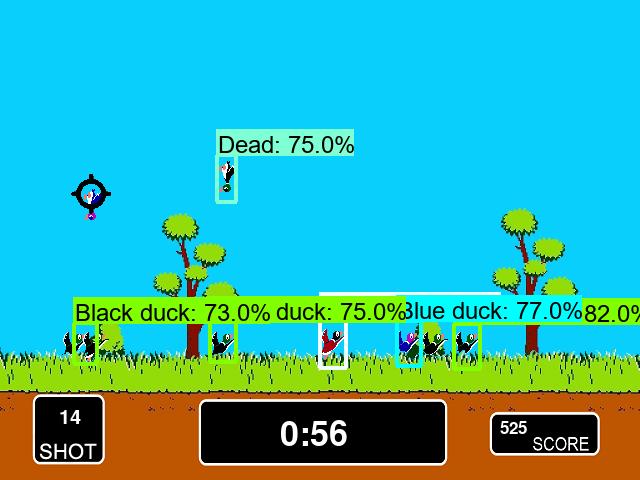 Dead: 75.0%
Black duck: 73.0%
duck: 75.0%
Blue duck: 77.0%
82.0%
14
SHOT
0:56
525
SCORE